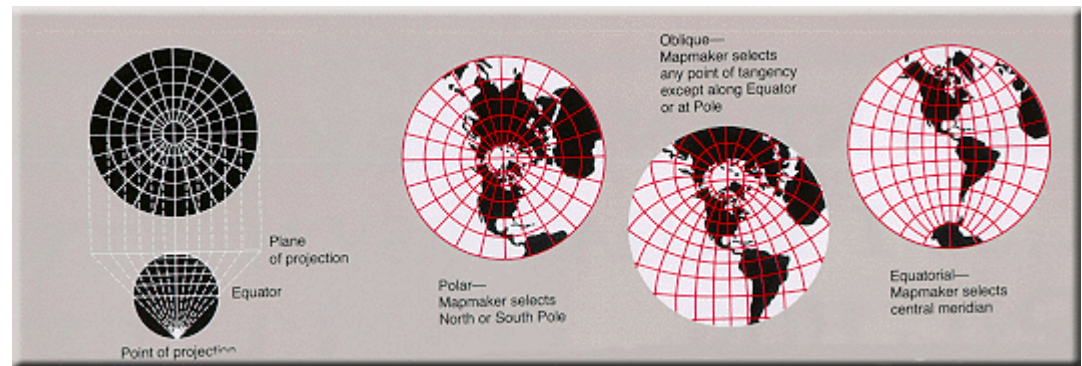 Plane
of projection
Equator
Point of projection
Polar—
Mapmaker selects
North or South Pole
Oblique—
Mapmaker selects
any point of tangency
except along Equator
or at Pole
Equatorial—
Mapmaker selects
central meridian